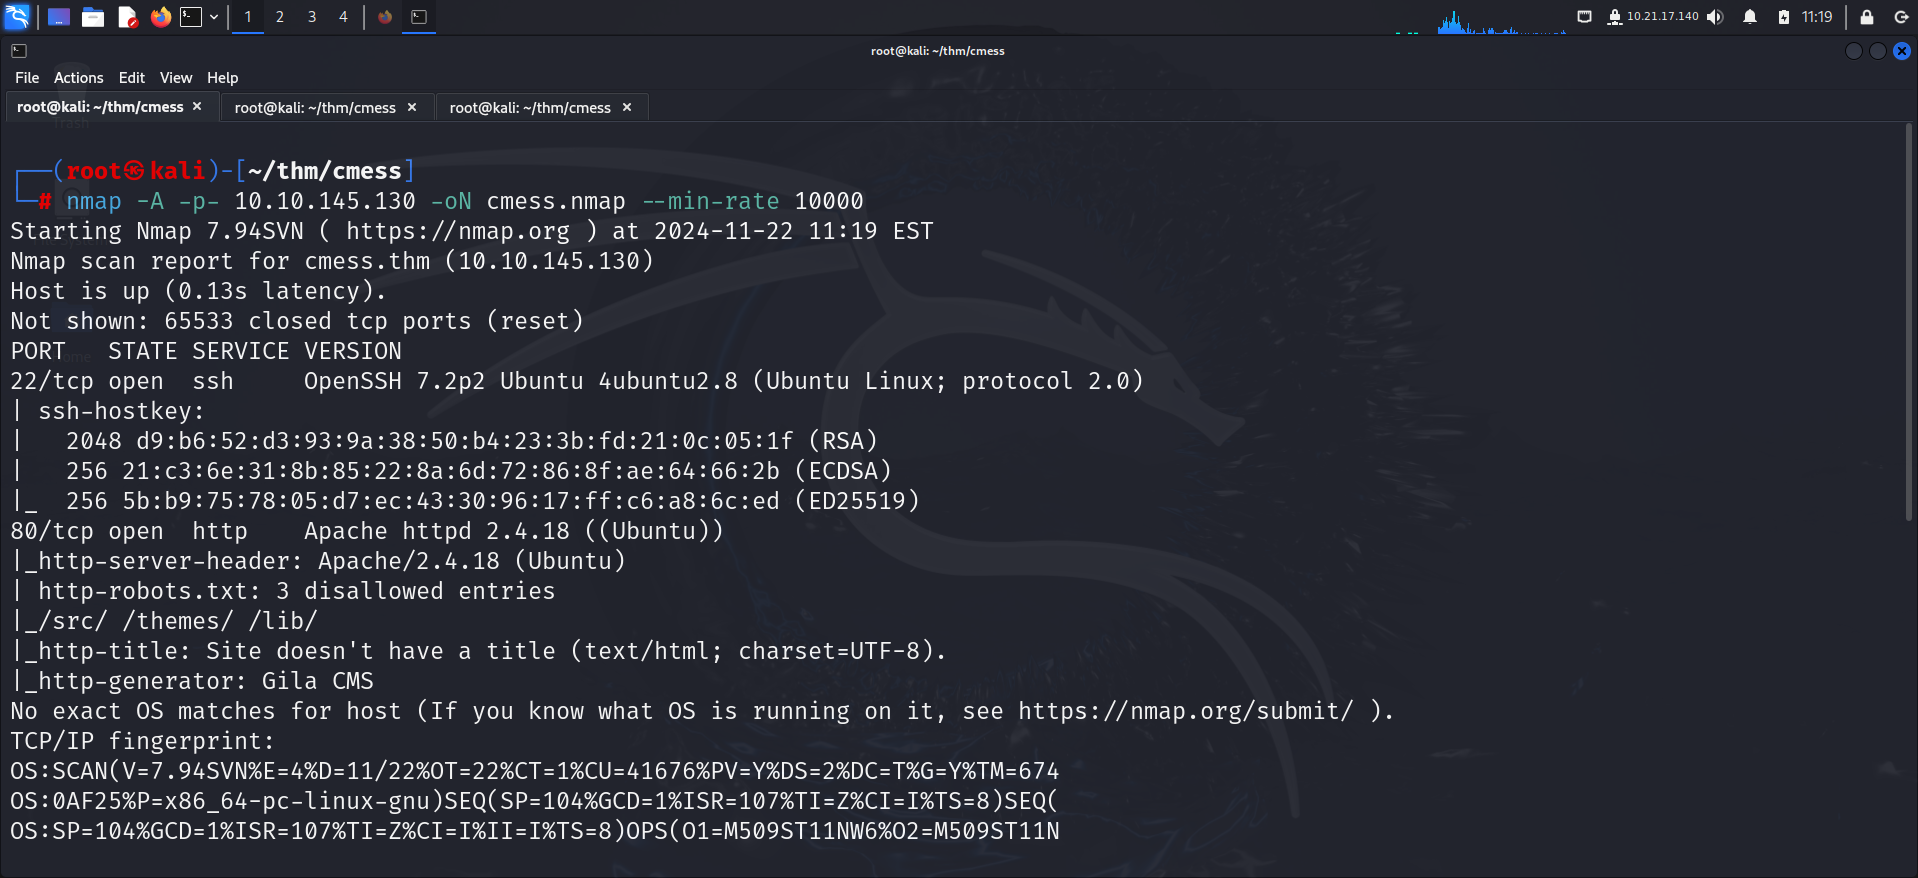 1 2 3 4 10.21.17.140 11:19
root@kali: ~/thm/cmess
File Actions Edit View Help
root@kali: ~/thm/cmess × root@kali: ~/thm/cmess × root@kali: ~/thm/cmess ×
Trash
┌──(root㉿kali)-[~/thm/cmess]
└─# nmap -A -p- 10.10.145.130 -oN cmess.nmap --min-rate 10000
Starting Nmap 7.94SVN ( https://nmap.org ) at 2024-11-22 11:19 EST
Nmap scan report for cmess.thm (10.10.145.130)
Host is up (0.13s latency).
Not shown: 65533 closed tcp ports (reset)
PORT   STATE SERVICE VERSION
22/tcp open  ssh     OpenSSH 7.2p2 Ubuntu 4ubuntu2.8 (Ubuntu Linux; protocol 2.0)
| ssh-hostkey:
|   2048 d9:b6:52:d3:93:9a:38:50:b4:23:3b:fd:21:0c:05:1f (RSA)
|   256 21:c3:6e:31:8b:85:22:8a:6d:72:86:8f:ae:64:66:2b (ECDSA)
|_  256 5b:b9:75:78:05:d7:ec:43:30:96:17:ff:c6:a8:6c:ed (ED25519)
80/tcp open  http    Apache httpd 2.4.18 ((Ubuntu))
|_http-server-header: Apache/2.4.18 (Ubuntu)
| http-robots.txt: 3 disallowed entries
|_/src/ /themes/ /lib/
|_http-title: Site doesn't have a title (text/html; charset=UTF-8).
|_http-generator: Gila CMS
No exact OS matches for host (If you know what OS is running on it, see https://nmap.org/submit/ ).
TCP/IP fingerprint:
OS:SCAN(V=7.94SVN%E=4%D=11/22%OT=22%CT=1%CU=41676%PV=Y%DS=2%DC=T%G=Y%TM=674
OS:0AF25%P=x86_64-pc-linux-gnu)SEQ(SP=104%GCD=1%ISR=107%TI=Z%CI=I%TS=8)SEQ(
OS:SP=104%GCD=1%ISR=107%TI=Z%CI=I%II=I%TS=8)OPS(O1=M509ST11NW6%O2=M509ST11N